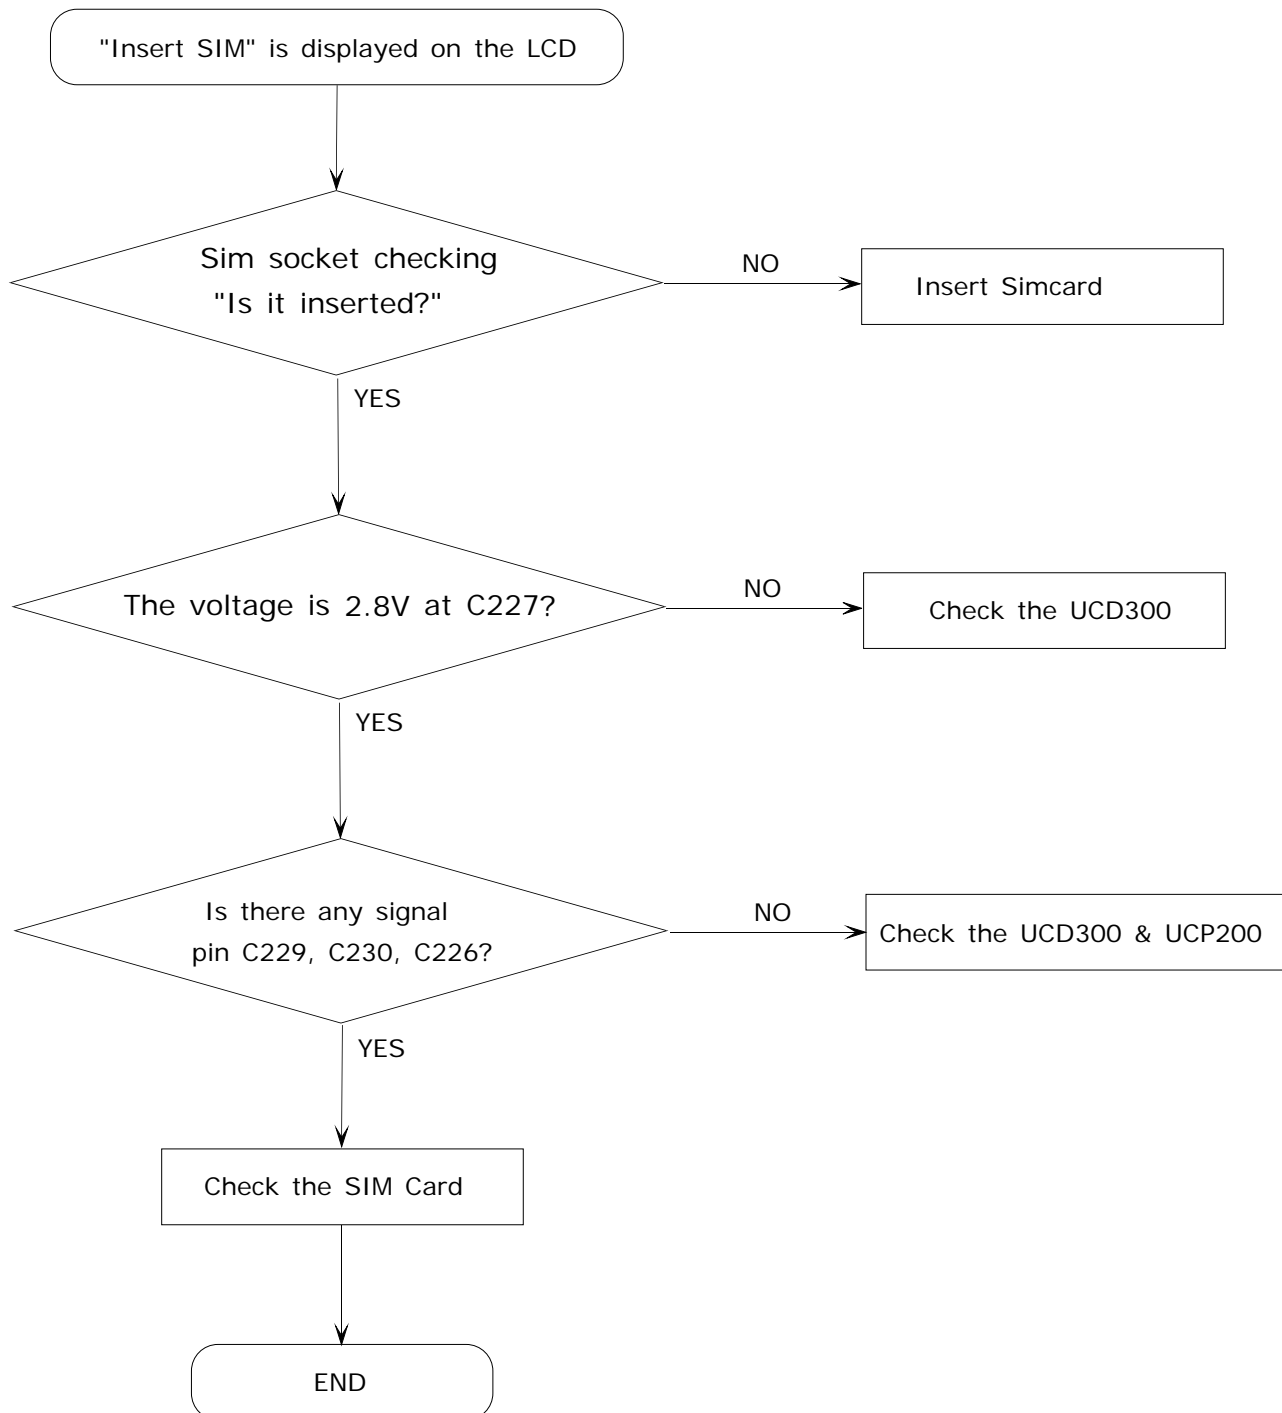 "Insert SIM" is displayed on the LCD
Sim socket checking
"Is it inserted?"
NO
Insert Simcard
YES
The voltage is 2.8V at C227?
NO
Check the UCD300
YES
Is there any signal
pin C229, C230, C226?
NO
Check the UCD300 & UCP200
YES
Check the SIM Card
END